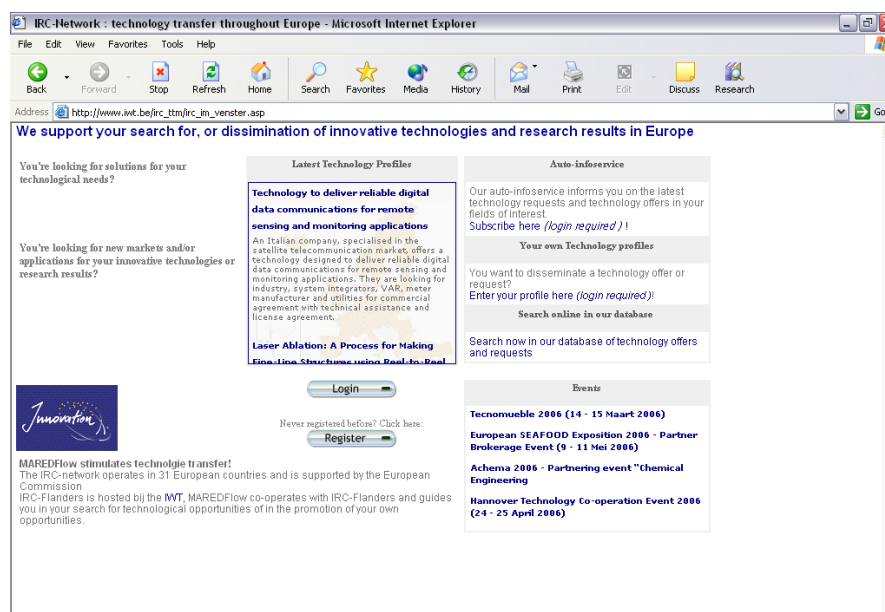 IRC-Network : technology transfer throughout Europe - Microsoft Internet Explorer
File Edit View Favorites Tools Help
Back Forward Stop Refresh Home Search Favorites Media History Mail Print Edit Discuss Research
Address http://www.iwt.be/irc_ttm/irc_im_venster.asp Go
We support your search for, or dissimination of innovative technologies and research results in Europe
You're looking for solutions for your
technological needs?
You're looking for new markets and/or
applications for your innovative technologies or
research results?
Latest Technology Profiles
Technology to deliver reliable digital
data communications for remote
sensing and monitoring applications
An Italian company, specialised in the
satellite telecommunication market, offers a
technology designed to deliver reliable digital
data communications for remote sensing and
monitoring applications. They are looking for
industry, system integrators, VAR, meter
manufacturer and utilities for commercial
agreement with technical assistance and
license agreement.
Laser Ablation: A Process for Making
Fine-Line Structures using Reel-to-Reel
Auto-infoservice
Our auto-infoservice informs you on the latest
technology requests and technology offers in your
fields of interest.
Subscribe here (login required ) !
Your own Technology profiles
You want to disseminate a technology offer or
request?
Enter your profile here (login required)!
Search online in our database
Search now in our database of technology offers
and requests
Login
Never registered before? Click here:
Register
Innovation
Events
Tecnomueble 2006 (14 - 15 Maart 2006)
European SEAFOOD Exposition 2006 - Partner
Brokerage Event (9 - 11 Mei 2006)
Achema 2006 - Partnering event "Chemical
Engineering
Hannover Technology Co-operation Event 2006
(24 - 25 April 2006)
MAREDFlow stimulates technolgie transfer!
The IRC-network operates in 31 European countries and is supported by the European
Commission
IRC-Flanders is hosted bij the IWT, MAREDFlow co-operates with IRC-Flanders and guides
you in your search for technological opportunities of in the promotion of your own
opportunities.